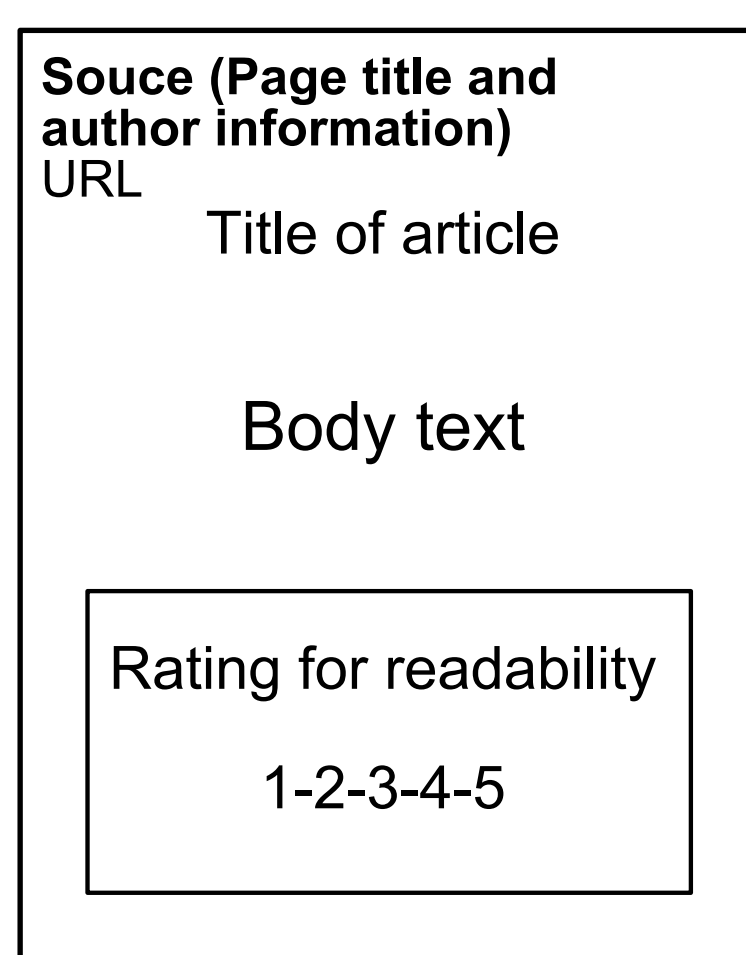 Souce (Page title and
author information)
URL
Title of article
Body text
Rating for readability
1-2-3-4-5